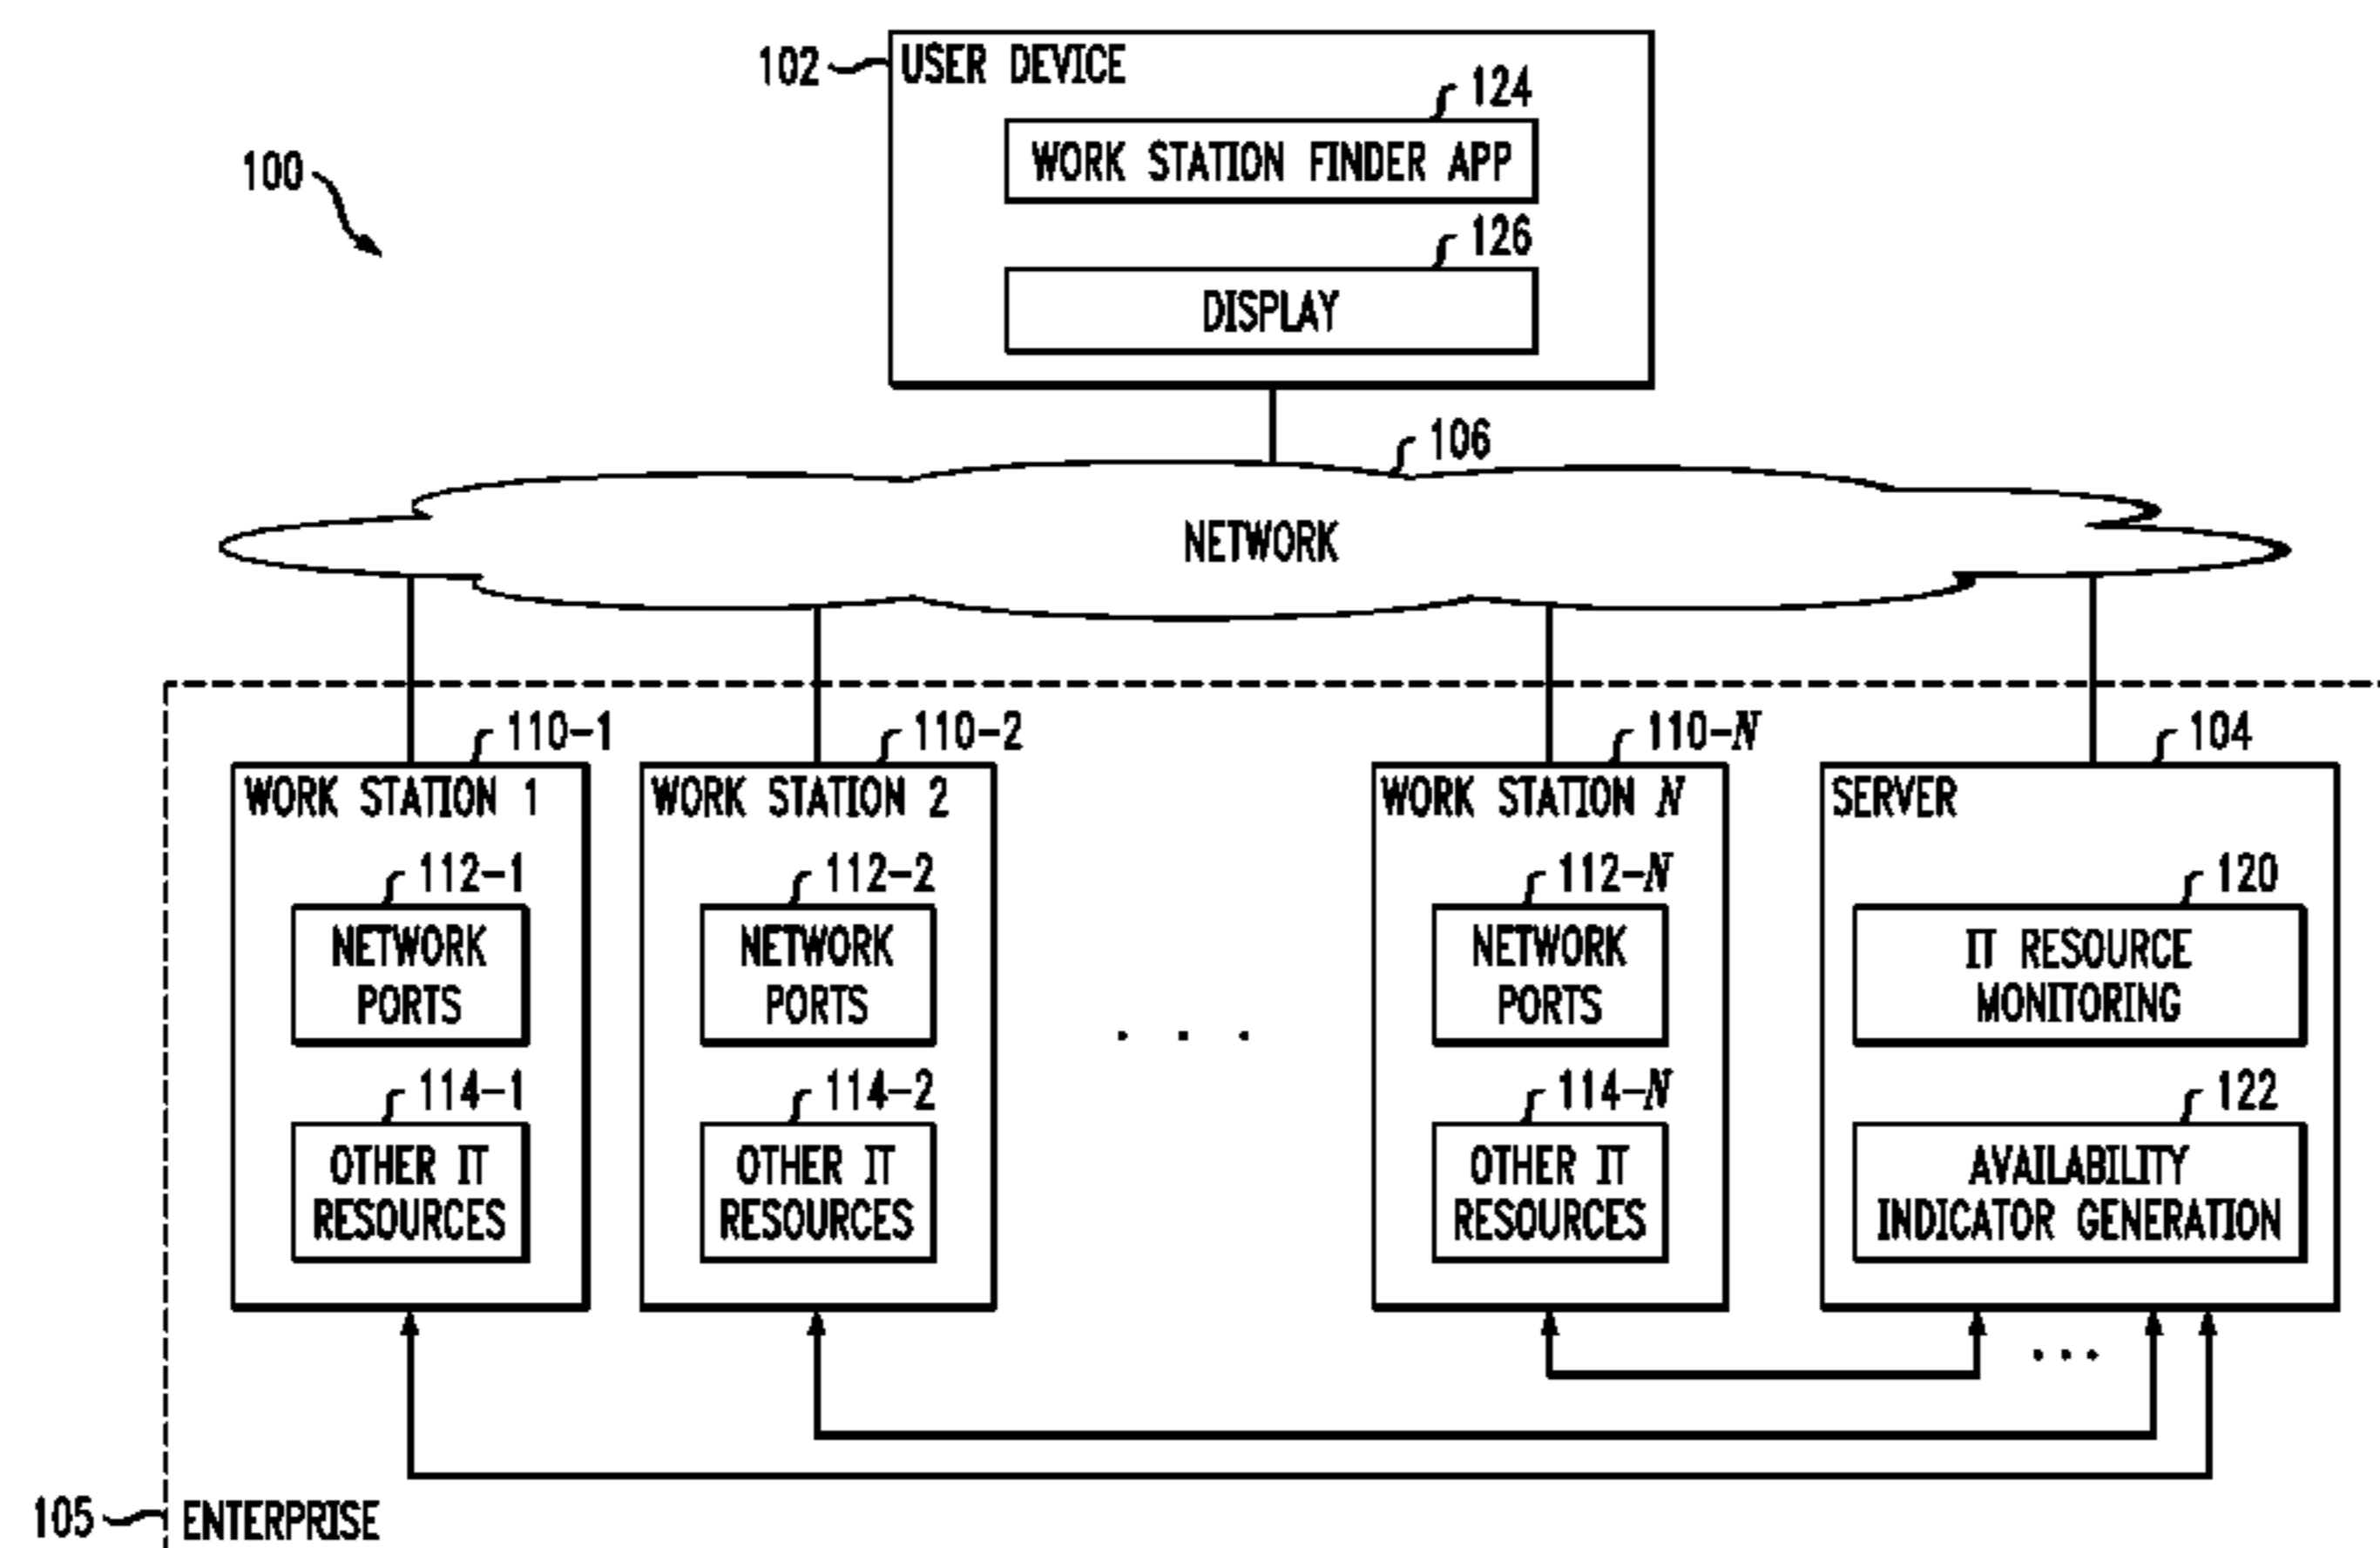 102
USER DEVICE
124
WORK STATION FINDER APP
100
126
DISPLAY
106
NETWORK
110-1
110-2
110-N
104
WORK STATION 1
WORK STATION 2
WORK STATION N
SERVER
112-1
112-2
112-N
120
NETWORK
PORTS
NETWORK
PORTS
NETWORK
PORTS
IT RESOURCE
MONITORING
. . .
114-1
114-2
114-N
122
OTHER IT
RESOURCES
OTHER IT
RESOURCES
OTHER IT
RESOURCES
AVAILABILITY
INDICATOR GENERATION
...
105
ENTERPRISE